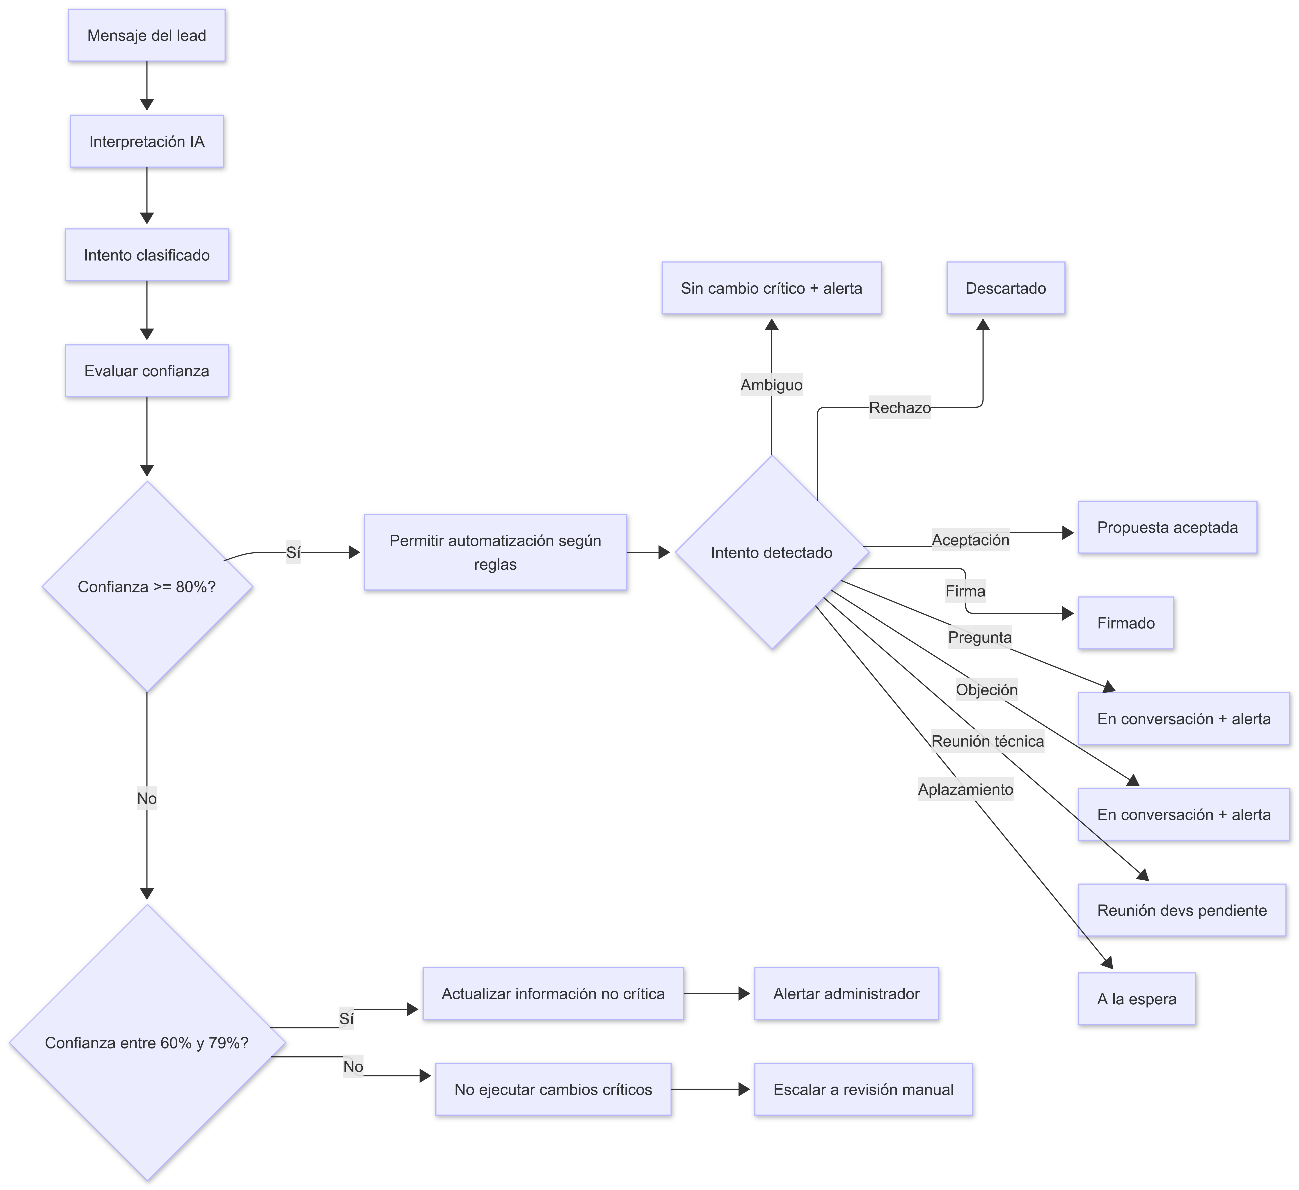 Mensaje del lead
Interpretación IA
Intento clasificado
Evaluar confianza
Confianza >= 80%?
Sí
Permitir automatización según
reglas
Intento detectado
Ambiguo
Sin cambio crítico + alerta
Rechazo
Descartado
Aceptación
Propuesta aceptada
Firma
Firmado
Pregunta
En conversación + alerta
Objeción
En conversación + alerta
Reunión técnica
Reunión devs pendiente
Aplazamiento
A la espera
No
Confianza entre 60% y 79%?
Sí
Actualizar información no crítica
Alertar administrador
No
No ejecutar cambios críticos
Escalar a revisión manual